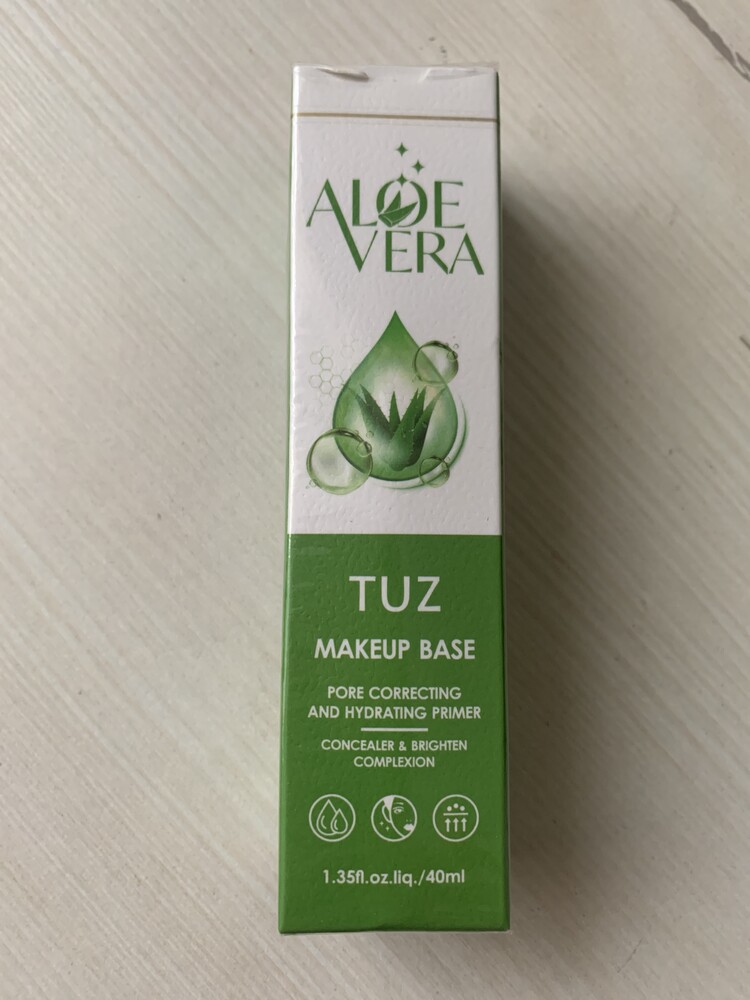 ALOE
VERA
TUZ
MAKEUP BASE
PORE CORRECTING
AND HYDRATING PRIMER
CONCEALER & BRIGHTEN
COMPLEXION
1.35fl.oz.liq./40ml